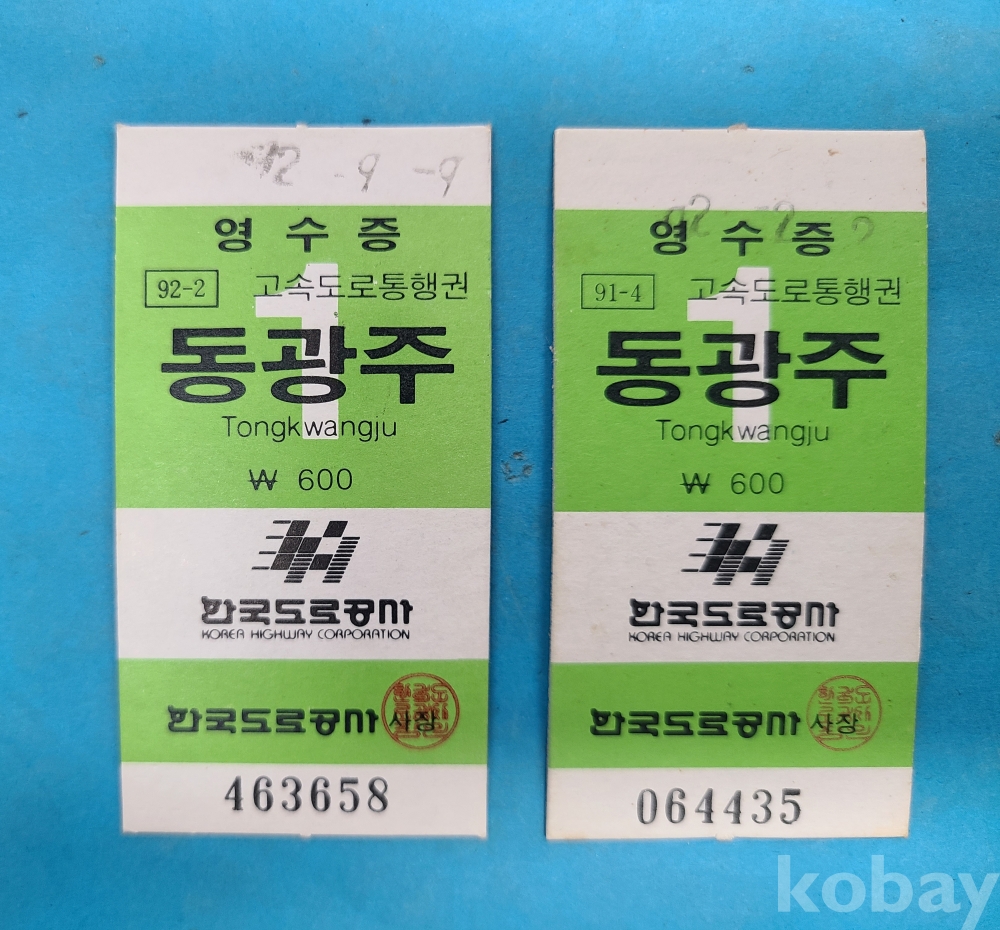 92 -9 -9
영수증
92-2 고속도로통행권
1
동광주
Tongkwangju
₩ 600
한국도로공사
KOREA HIGHWAY CORPORATION
한국도로공사 사장
463658
영수증
91-4 고속도로통행권
1
동광주
Tongkwangju
₩ 600
한국도로공사
KOREA HIGHWAY CORPORATION
한국도로공사 사장
064435
kobay